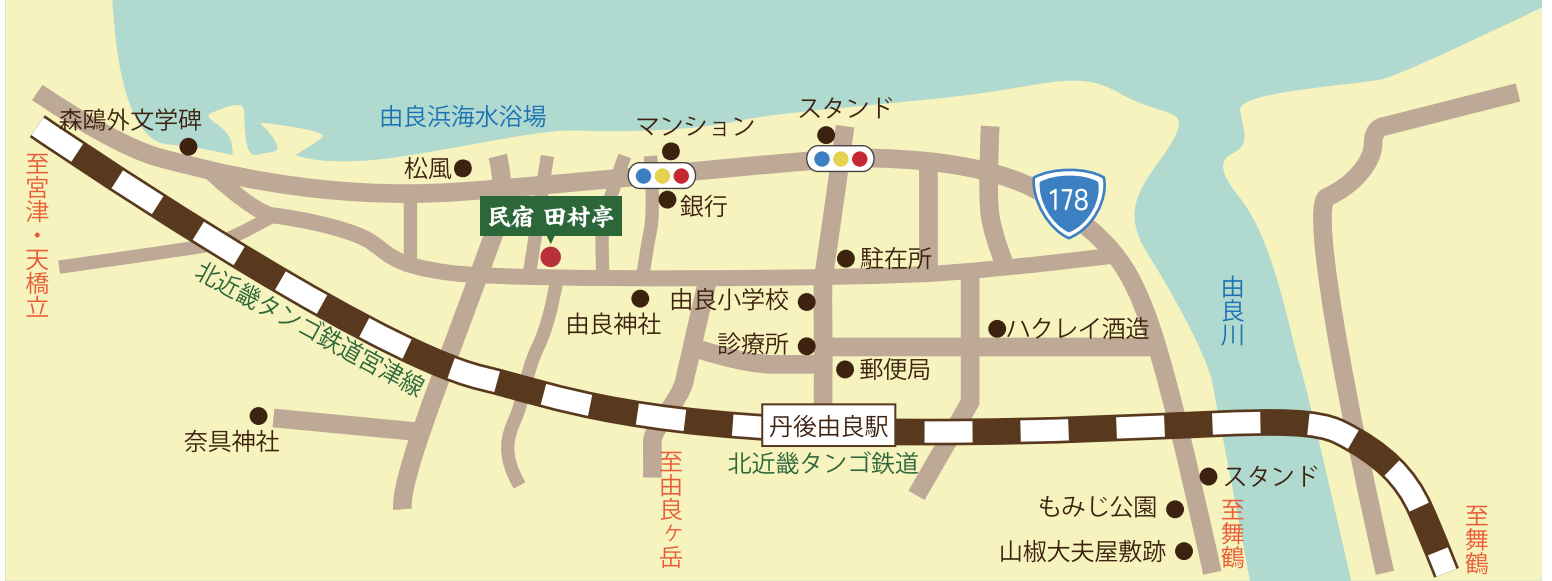 森鴎外文学碑
由良浜海水浴場
マンション
スタンド
松風
至宮津・天橋立
178
銀行
民宿 田村亭
駐在所
北近畿タンゴ鉄道宮津線
由良小学校
由良神社
由良川
ハクレイ酒造
診療所
郵便局
奈具神社
丹後由良駅
北近畿タンゴ鉄道
至由良ヶ岳
スタンド
もみじ公園
至舞鶴
至舞鶴
山椒大夫屋敷跡